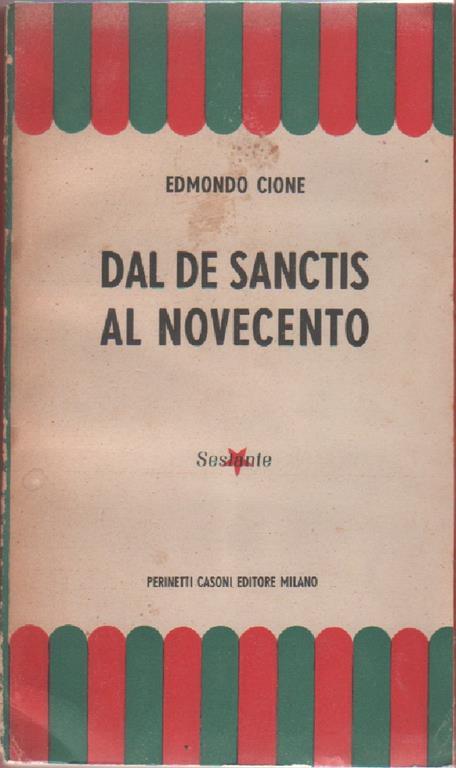 EDMONDO CIONE
DAL DE SANCTIS
AL NOVECENTO
Sestante
PERINETTI CASONI EDITORE MILANO